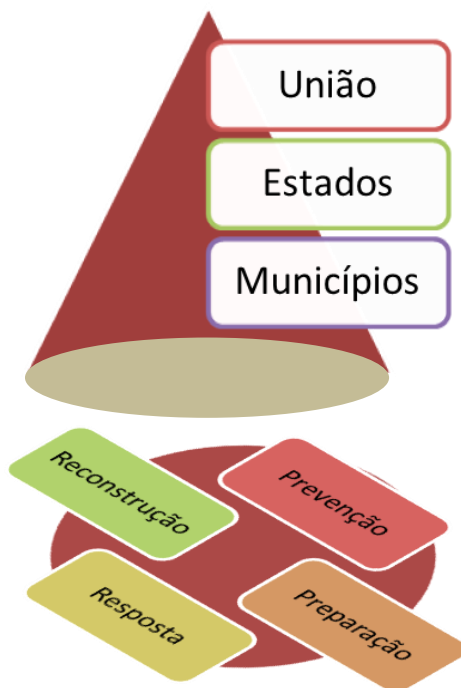 União
Estados
Municípios
Reconstrução
Prevenção
Resposta
Preparação